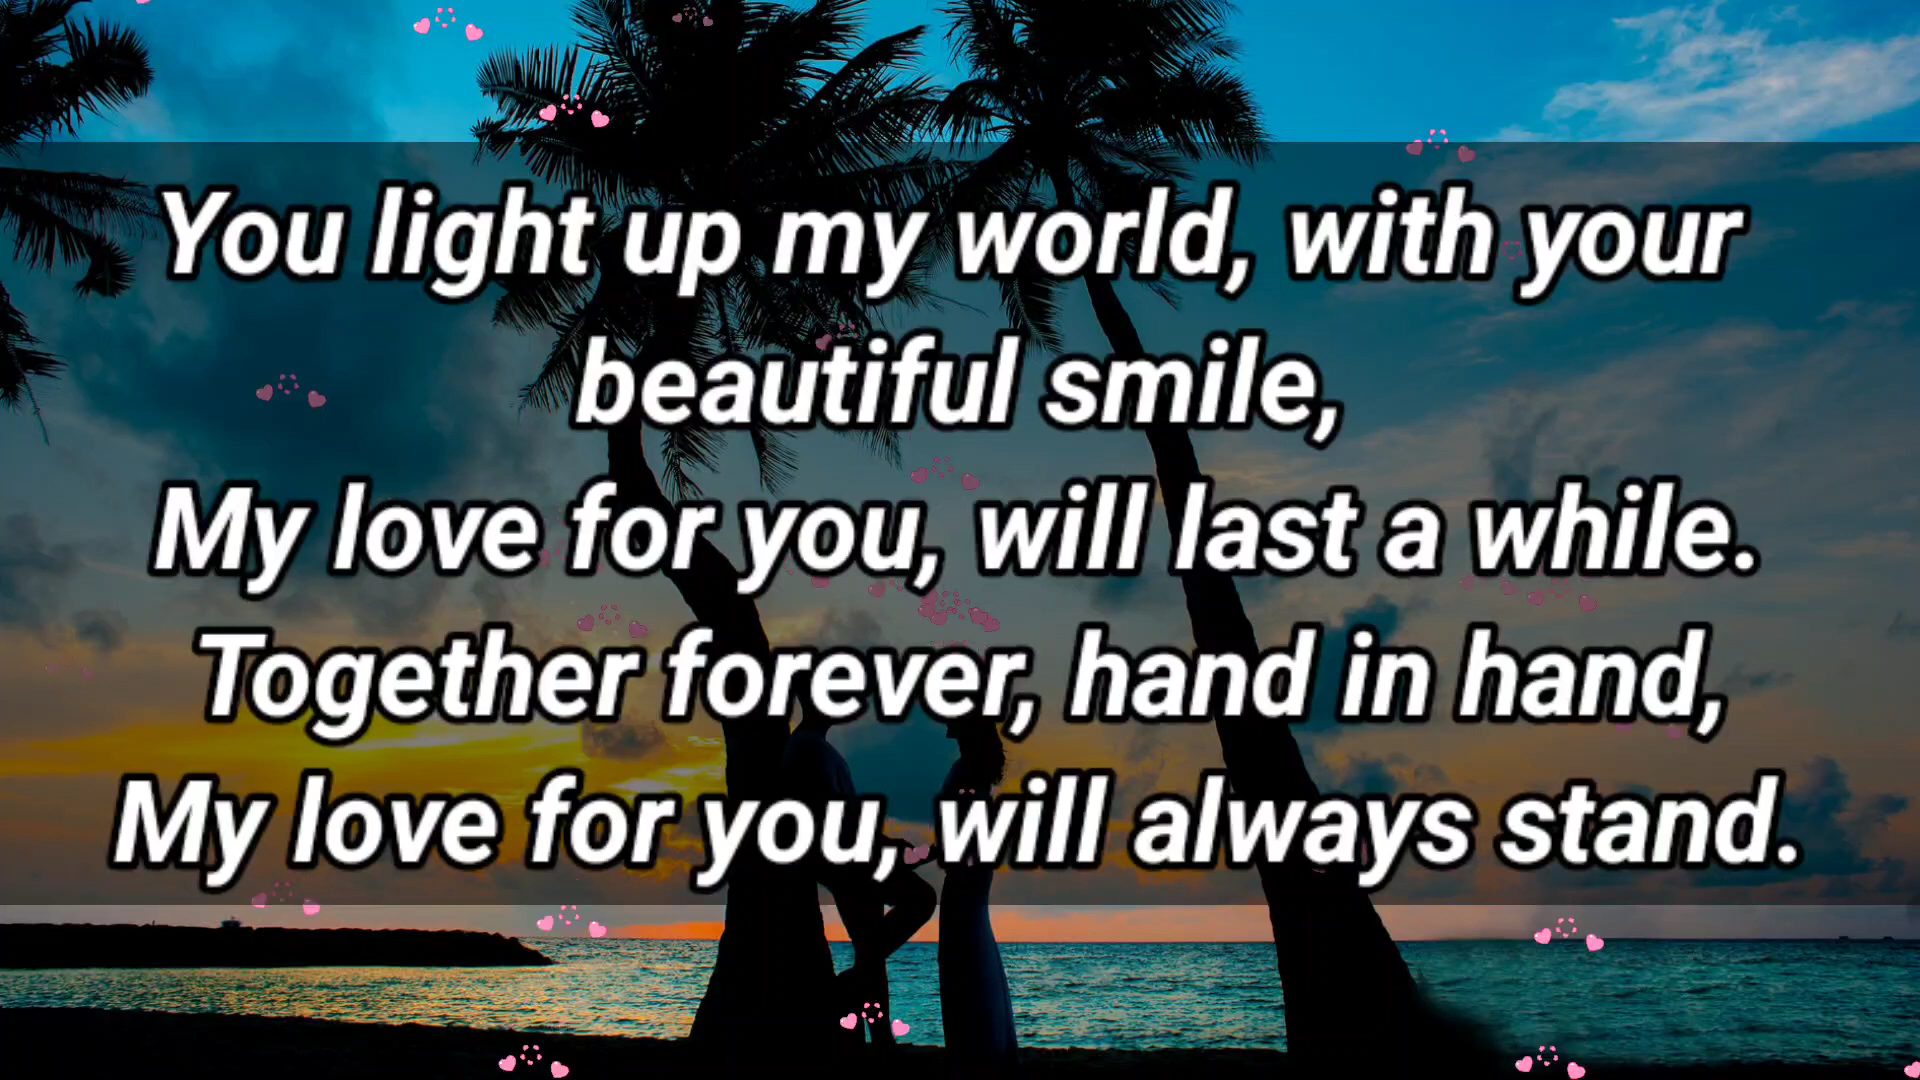 You light up my world, with your
beautiful smile,
My love for you, will last a while.
Together forever, hand in hand,
My love for you, will always stand.